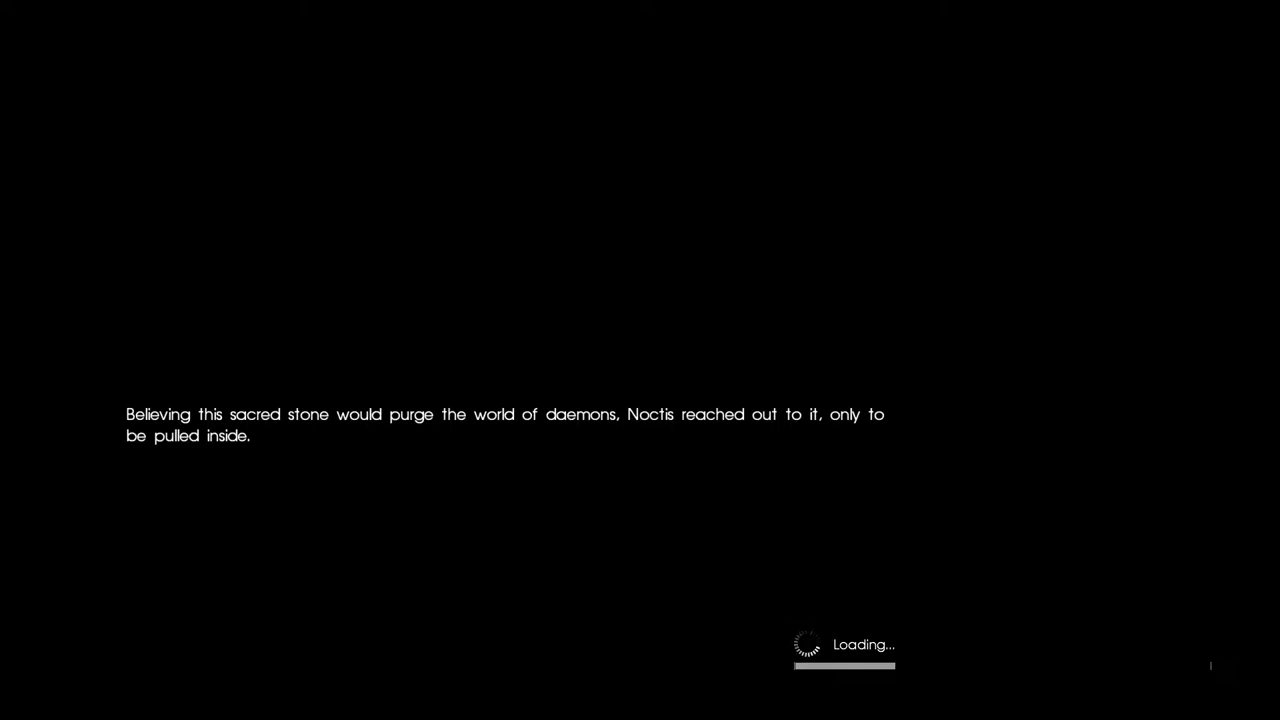 Believing this sacred stone would purge the world of daemons, Noctis reached out to it, only to
be pulled inside.
Loading...